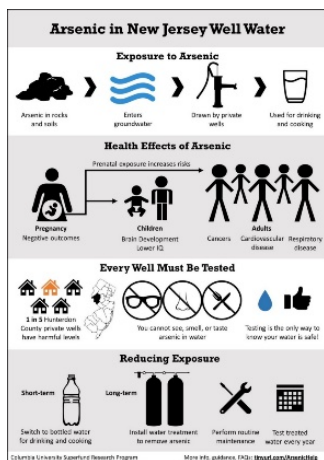 Arsenic in New Jersey Well Water
Exposure to Arsenic
Arsenic in rocks
and soils
Enters
groundwater
Drawn by private
wells
Used for drinking
and cooking
Health Effects of Arsenic
Prenatal exposure increases risks
Pregnancy
Negative outcomes
Children
Brain Development
Lower IQ
Adults
Cancers
Cardiovascular
disease
Respiratory
disease
Every Well Must Be Tested
1 in 5 Hunterdon
County private wells
have harmful levels
You cannot see, smell, or taste
arsenic in water
Testing is the only way to
know your water is safe!
Reducing Exposure
Short-term
Long-term
Switch to bottled water
for drinking and cooking
Install water treatment
to remove arsenic
Perform routine
maintenance
Test treated
water every year
Columbia University Superfund Research Program
More info, guidance, FAQs: tinyurl.com/ArsenicHelp